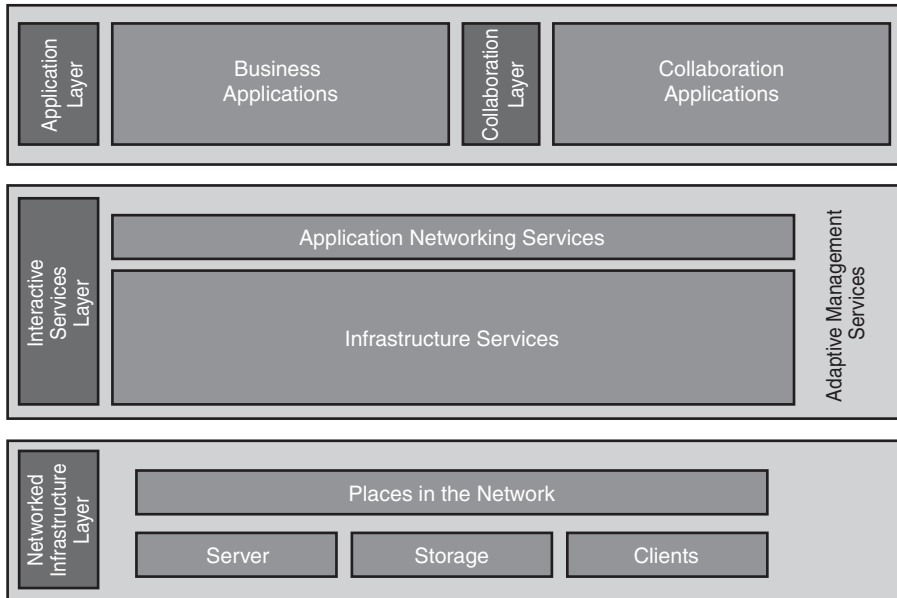 Application
Layer
Business
Applications
Collaboration
Layer
Collaboration
Applications
Interactive
Services
Layer
Application Networking Services
Infrastructure Services
Adaptive Management
Services
Networked
Infrastructure
Layer
Places in the Network
Server
Storage
Clients